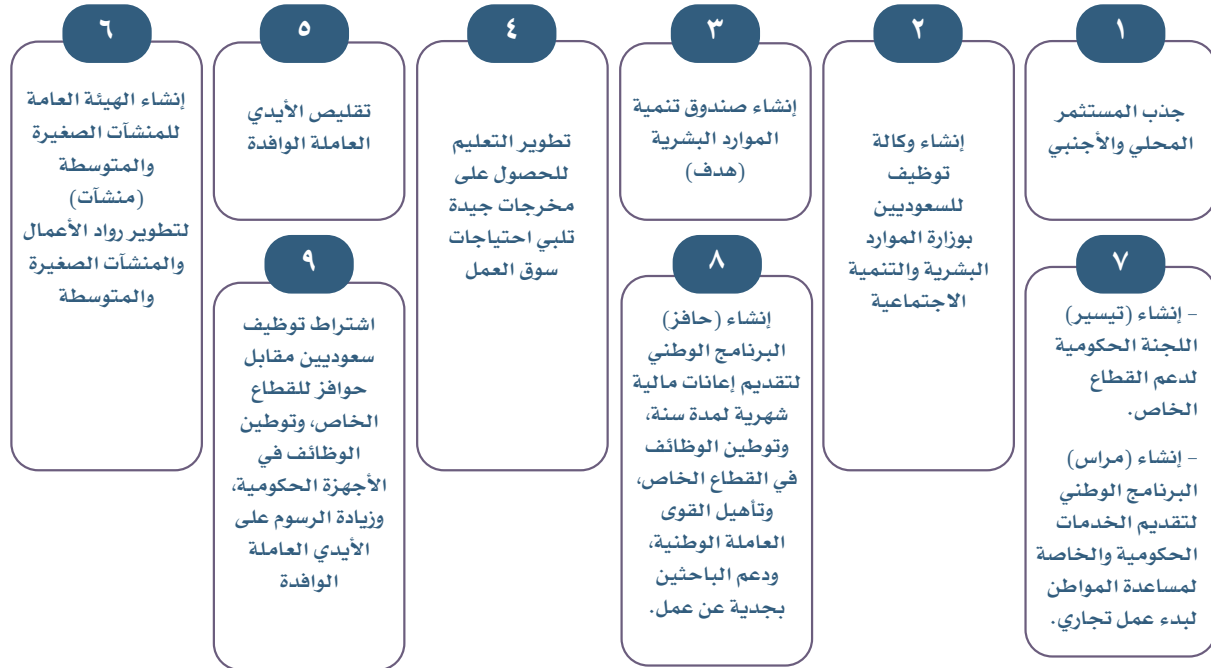 ١
جذب المستثمر
المحلي والأجنبي
٢
إنشاء وكالة
توظيف
للسعوديين
بوزارة الموارد
البشرية والتنمية
الاجتماعية
٣
إنشاء صندوق تنمية
الموارد البشرية
(هدف)
٤
تطوير التعليم
للحصول على
مخرجات جيدة
تلبي احتياجات
سوق العمل
٥
تقليص الأيدي
العاملة الوافدة
٦
إنشاء الهيئة العامة
للمنشآت الصغيرة
والمتوسطة
(منشآت)
لتطوير رواد الأعمال
والمنشآت الصغيرة
والمتوسطة
٧
- إنشاء (تيسير)
اللجنة الحكومية
لدعم القطاع
الخاص.
- إنشاء (مراس)
البرنامج الوطني
لتقديم الخدمات
الحكومية والخاصة
لمساعدة المواطن
لبدء عمل تجاري.
٨
إنشاء (حافز)
البرنامج الوطني
لتقديم إعانات مالية
شهرية لمدة سنة،
وتوطين الوظائف
في القطاع الخاص،
وتأهيل القوى
العاملة الوطنية،
ودعم الباحثين
بجدية عن عمل.
٩
اشتراط توظيف
سعوديين مقابل
حوافز للقطاع
الخاص، وتوطين
الوظائف في
الأجهزة الحكومية،
وزيادة الرسوم على
الأيدي العاملة
الوافدة